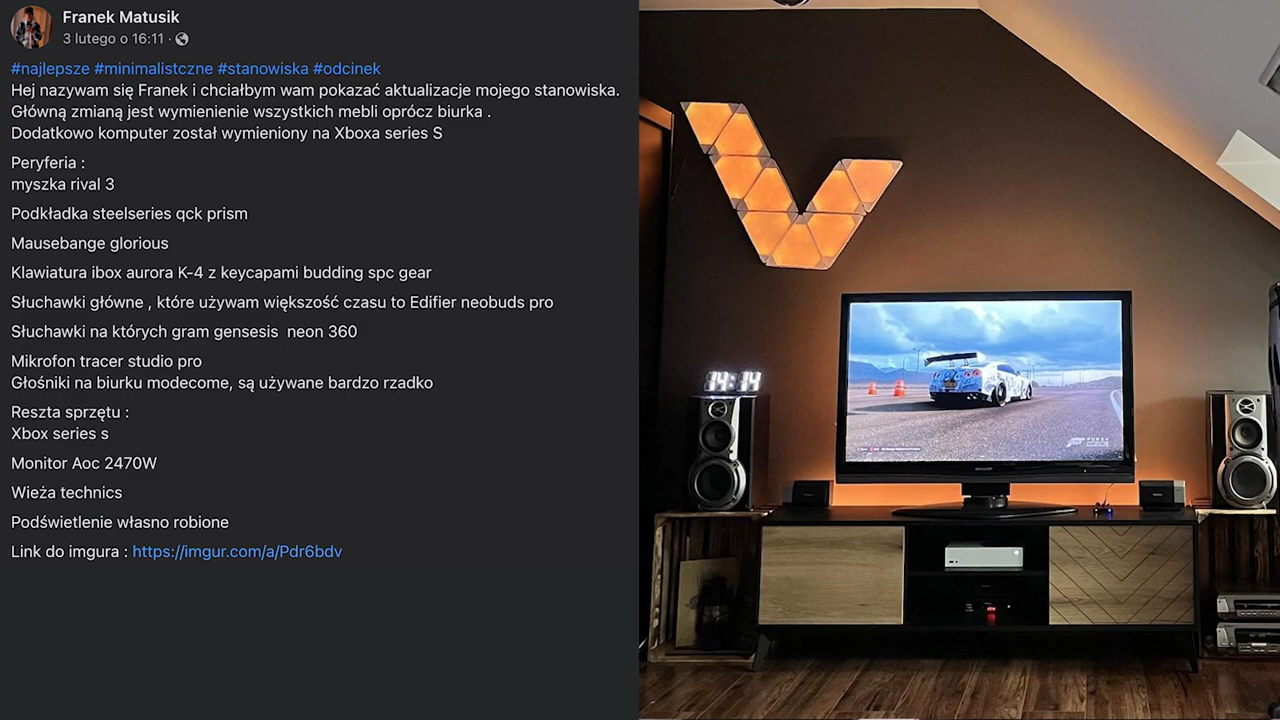 Franek Matusik
3 lutego o 16:11 ·
#najlepsze #minimalistczne #stanowiska #odcinek
Hej nazywam się Franek i chciałbym wam pokazać aktualizacje mojego stanowiska.
Główną zmianą jest wymienienie wszystkich mebli oprócz biurka .
Dodatkowo komputer został wymieniony na Xboxa series S
Peryferia :
myszka rival 3
Podkładka steelseries qck prism
Mausebange glorious
Klawiatura ibox aurora K-4 z keycapami budding spc gear
Słuchawki główne , które używam większość czasu to Edifier neobuds pro
Słuchawki na których gram gensesis  neon 360
Mikrofon tracer studio pro
Głośniki na biurku modecome, są używane bardzo rzadko
Reszta sprzętu :
Xbox series s
Monitor Aoc 2470W
Wieża technics
Podświetlenie własno robione
Link do imgura : https://imgur.com/a/Pdr6bdv
14:14
SHARP